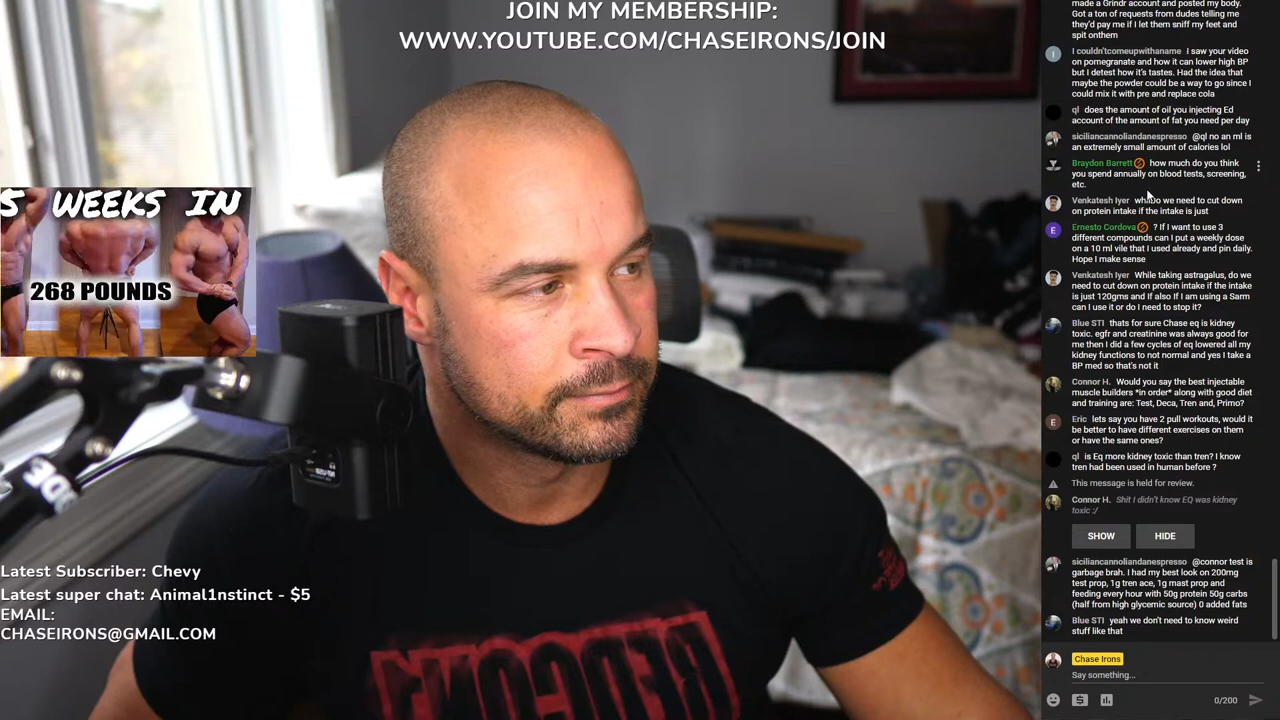 JOIN MY MEMBERSHIP:
WWW.YOUTUBE.COM/CHASEIRONS/JOIN
5 WEEKS IN
268 POUNDS
Latest Subscriber: Chevy
Latest super chat: Animal1nstinct - $5
EMAIL:
CHASEIRONS@GMAIL.COM
REDCON1
made a Grindr account and posted my body.
Got a ton of requests from dudes telling me
they'd pay me if I let them sniff my feet and
spit onthem
I couldn'tcomeupwithaname I saw your video
on pomegranate and how it can lower high BP
but I detest how it's tastes. Had the idea that
maybe the powder could be a way to go since I
could mix it with pre and replace cola
ql does the amount of oil you injecting Ed
account of the amount of fat you need per day
siciliancannoliandanespresso @ql no an ml is
an extremely small amount of calories lol
Braydon Barrett how much do you think
you spend annually on blood tests, screening,
etc.
Venkatesh Iyer whado we need to cut down
on protein intake if the intake is just
E
Ernesto Cordova ? If I want to use 3
different compounds can I put a weekly dose
on a 10 ml vile that I used already and pin daily.
Hope I make sense
Venkatesh Iyer While taking astragalus, do we
need to cut down on protein intake if the intake
is just 120gms and If also If I am using a Sarm
can I use it or do I need to stop it?
Blue STI thats for sure Chase eq is kidney
toxic. egfr and creatinine was always good for
me then I did a few cycles of eq lowered all my
kidney functions to not normal and yes I take a
BP med so that's not it
Connor H. Would you say the best injectable
muscle builders *in order* along with good diet
and training are: Test, Deca, Tren and, Primo?
E
Eric lets say you have 2 pull workouts, would it
be better to have different exercises on them
or have the same ones?
ql is Eq more kidney toxic than tren? I know
tren had been used in human before ?
This message is held for review.
Connor H. Shit I didn't know EQ was kidney
toxic :/
SHOW HIDE
siciliancannoliandanespresso @connor test is
garbage brah. I had my best look on 200mg
test prop, 1g tren ace, 1g mast prop and
feeding every hour with 50g protein 50g carbs
(half from high glycemic source) 0 added fats
Blue STI yeah we don't need to know weird
stuff like that
Chase Irons
Say something...
0/200